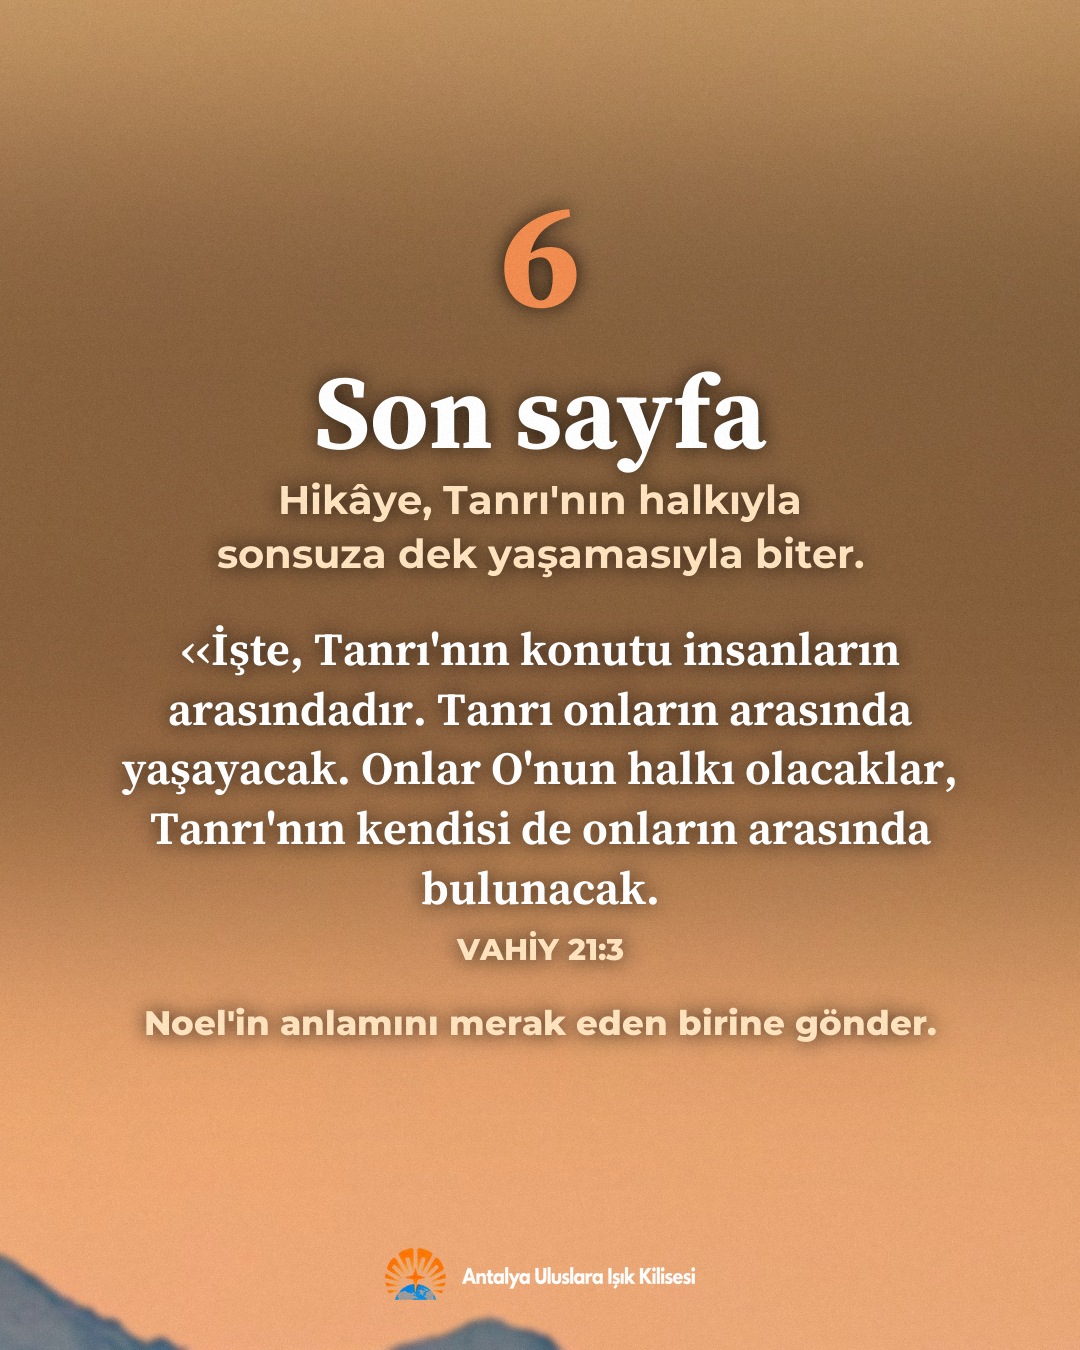 6
Son sayfa
Hikâye, Tanrı'nın halkıyla
sonsuza dek yaşamasıyla biter.
<<İşte, Tanrı'nın konutu insanların
arasındadır. Tanrı onların arasında
yaşayacak. Onlar O'nun halkı olacaklar,
Tanrı'nın kendisi de onların arasında
bulunacak.
VAHİY 21:3
Noel'in anlamını merak eden birine gönder.
Antalya Uluslara Işık Kilisesi